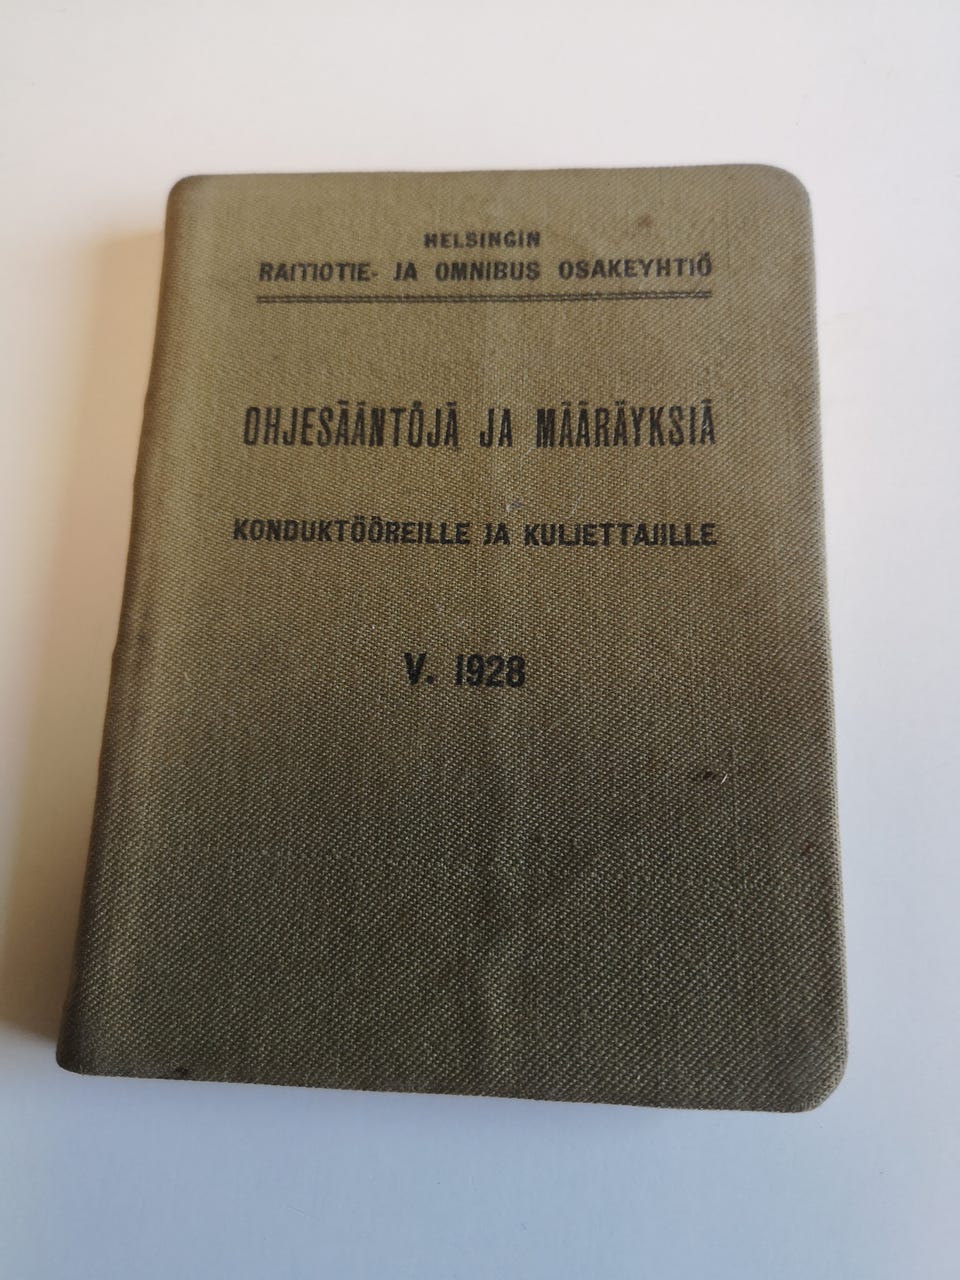 HELSINGIN
RAITIOTIE- JA OMNIBUS OSAKEYHTIÖ
OHJESÄÄNTÖJÄ JA MÄÄRÄYKSIÄ
KONDUKTÖÖREILLE JA KULJETTAJILLE
V. 1928